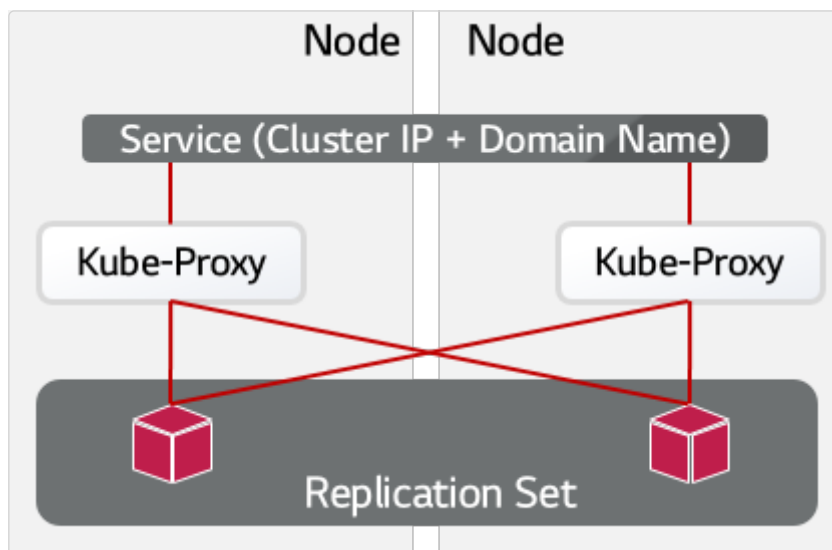 Node
Node
Service (Cluster IP + Domain Name)
Kube-Proxy
Kube-Proxy
Replication Set